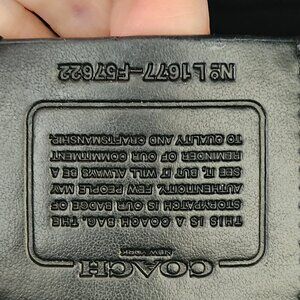 COACH
NEW YORK
THIS IS A COACH BAG. THE
STORYPATCH IS OUR BADGE OF
AUTHENTICITY. FEW PEOPLE MAY
SEE IT, BUT IT WILL ALWAYS BE A
REMINDER OF OUR COMMITMENT
TO QUALITY AND CRAFTSMANSHIP.
Nº L1677-F57622